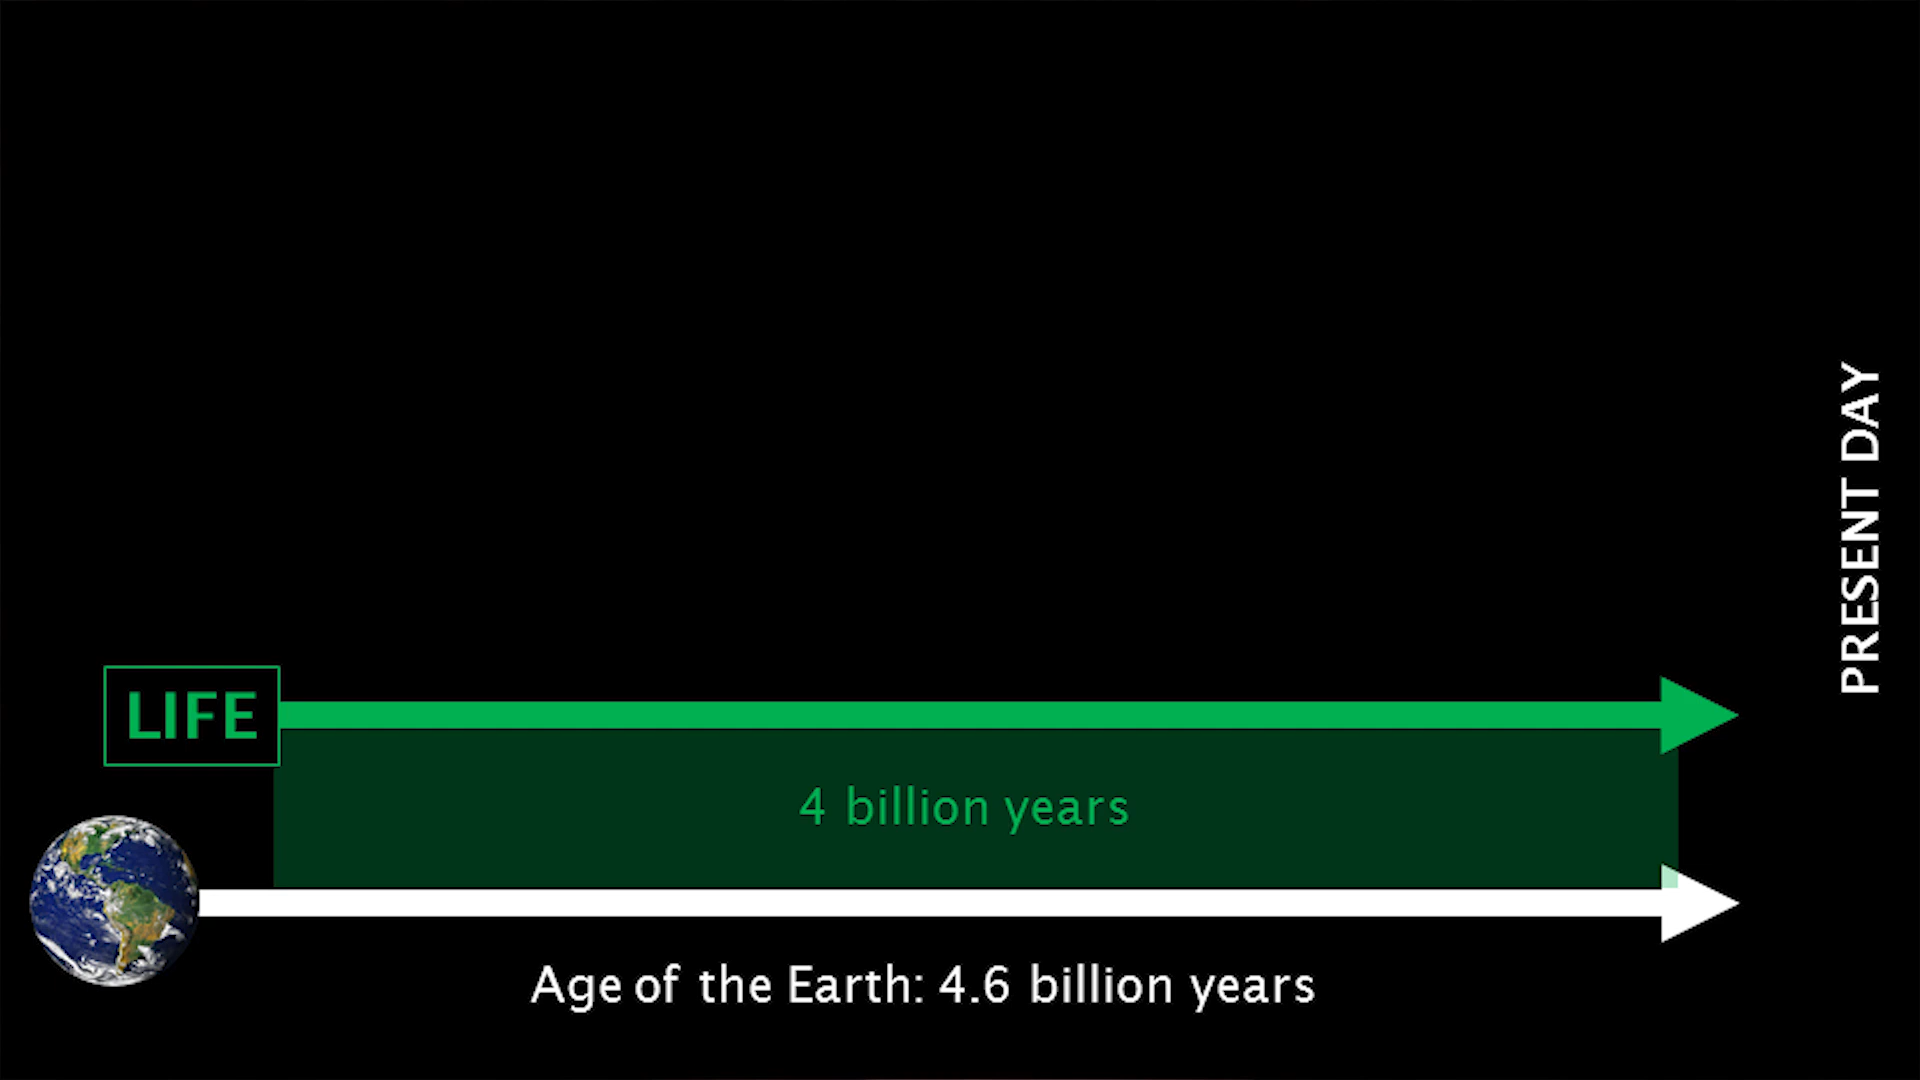 PRESENT DAY
LIFE
4 billion years
Age of the Earth: 4.6 billion years